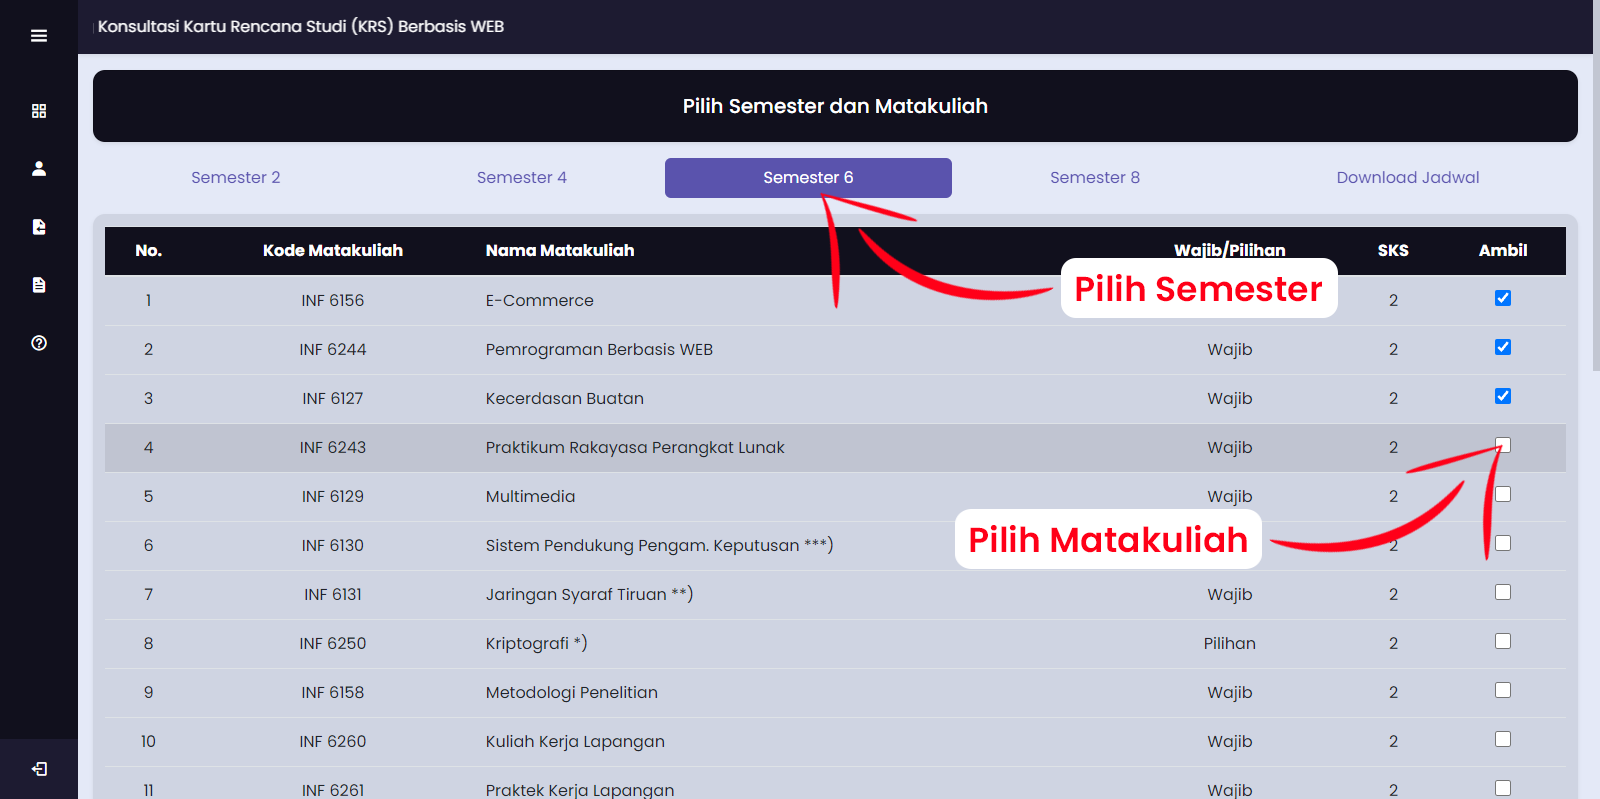 Konsultasi Kartu Rencana Studi (KRS) Berbasis WEB
Pilih Semester dan Matakuliah
Semester 2 Semester 4 Semester 6 Semester 8 Download Jadwal
No. Kode Matakuliah Nama Matakuliah Wajib/Pilihan SKS Ambil
Pilih Semester
1 INF 6156 E-Commerce 2
2 INF 6244 Pemrograman Berbasis WEB Wajib 2
3 INF 6127 Kecerdasan Buatan Wajib 2
4 INF 6243 Praktikum Rakayasa Perangkat Lunak Wajib 2
5 INF 6129 Multimedia Wajib 2
Pilih Matakuliah
6 INF 6130 Sistem Pendukung Pengam. Keputusan ***) 2
7 INF 6131 Jaringan Syaraf Tiruan **) Wajib 2
8 INF 6250 Kriptografi *) Pilihan 2
9 INF 6158 Metodologi Penelitian Wajib 2
10 INF 6260 Kuliah Kerja Lapangan Wajib 2
11 INF 6261 Praktek Kerja Lapangan Wajib 2